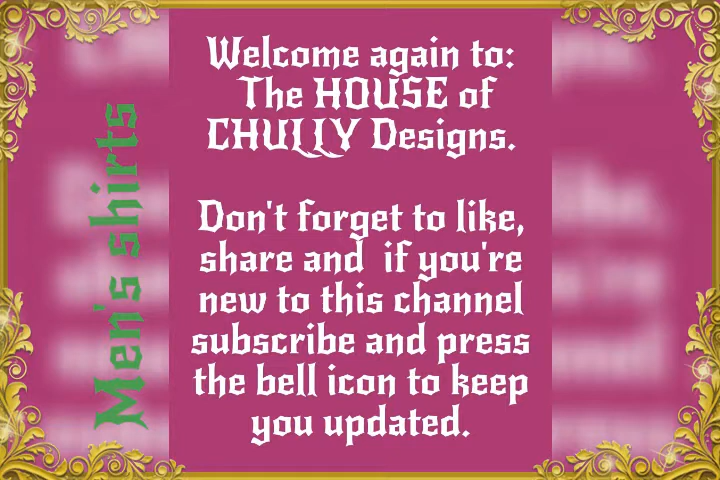 Welcome again to:
The HOUSE of
CHULLY Designs.
Don't forget to like,
share and if you're
new to this channel
subscribe and press
the bell icon to keep
you updated.
Men's shirts